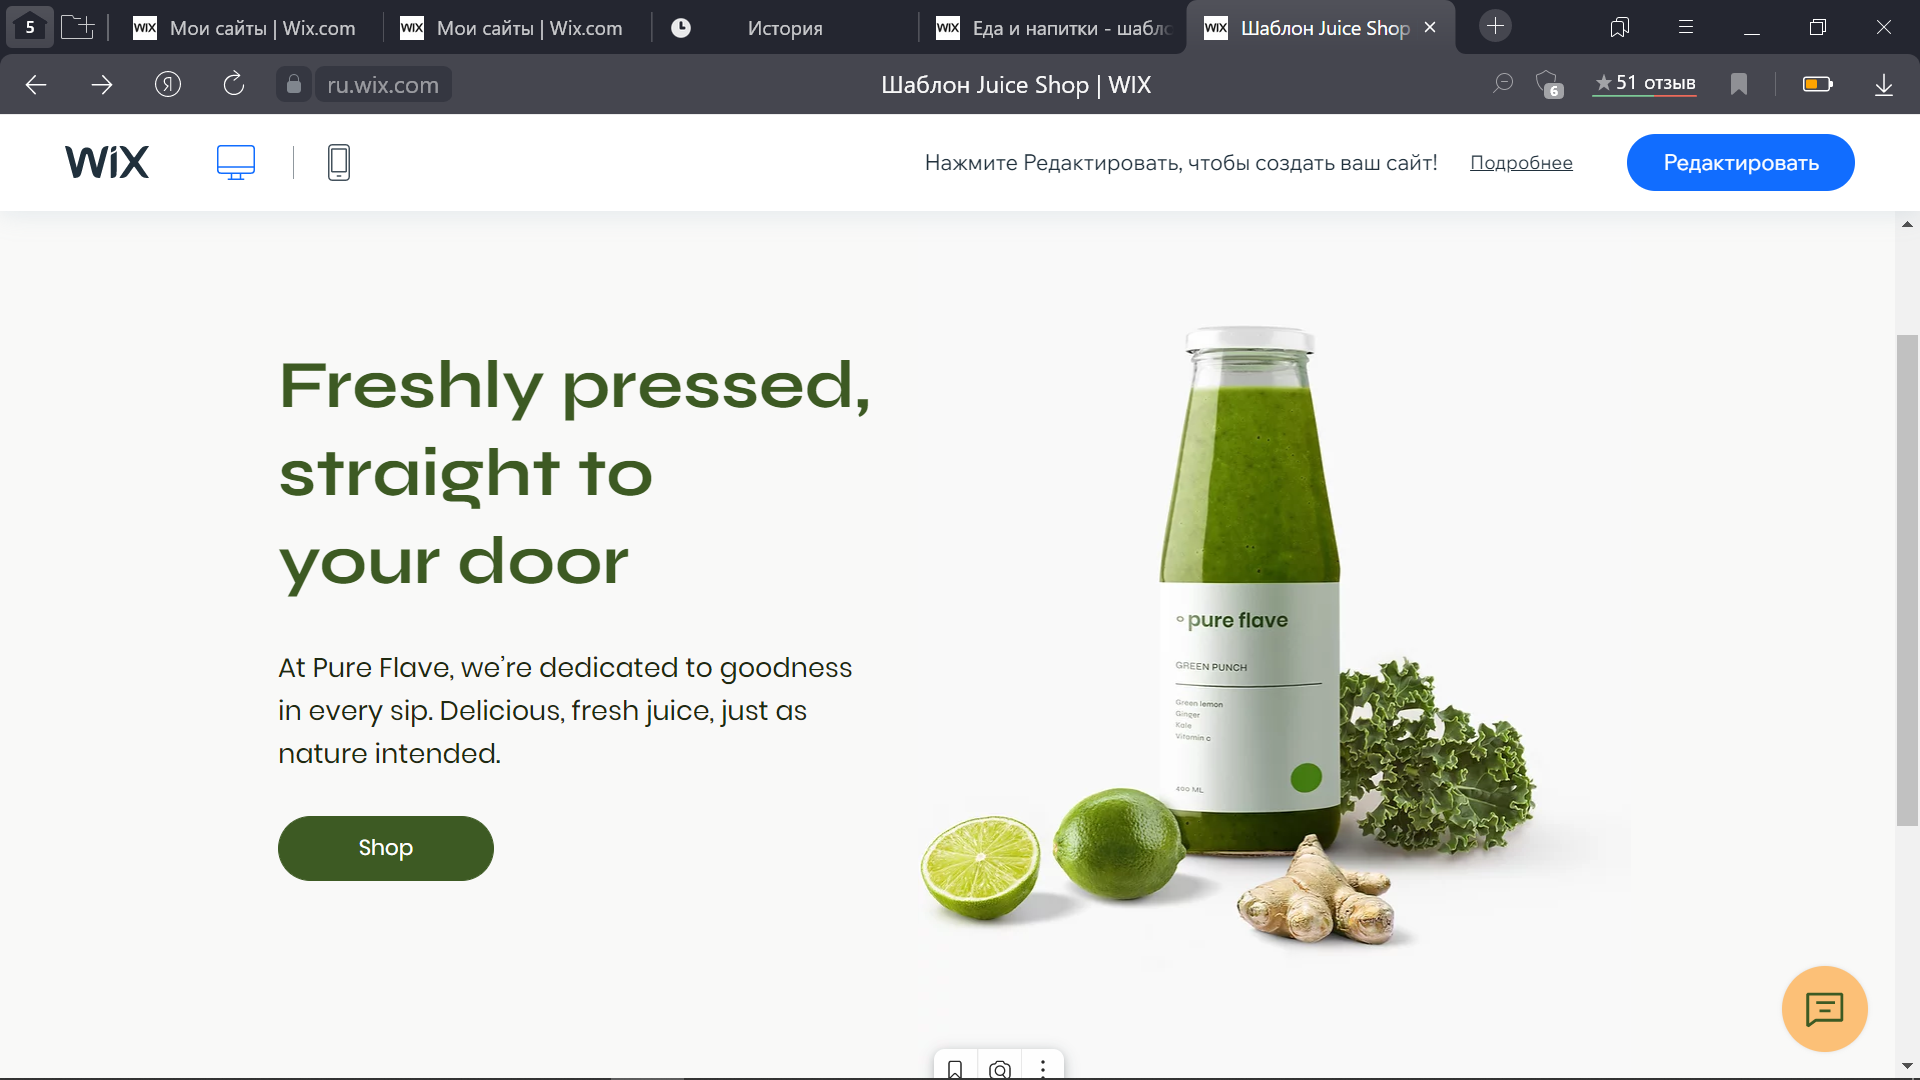 5
WiX Мои сайты | Wix.com
WiX Мои сайты | Wix.com
История
WiX Еда и напитки - шабл
WiX Шаблон Juice Shop
Я
ru.wix.com
Шаблон Juice Shop | WIX
6
★51 отзыв
WiX
Нажмите Редактировать, чтобы создать ваш сайт!
Подробнее
Редактировать
Freshly pressed,
straight to
your door
At Pure Flave, we’re dedicated to goodness
in every sip. Delicious, fresh juice, just as
nature intended.
Shop
pure flave
GREEN PUNCH
Green lemon
Ginger
Kale
Vitamin c
400 ML